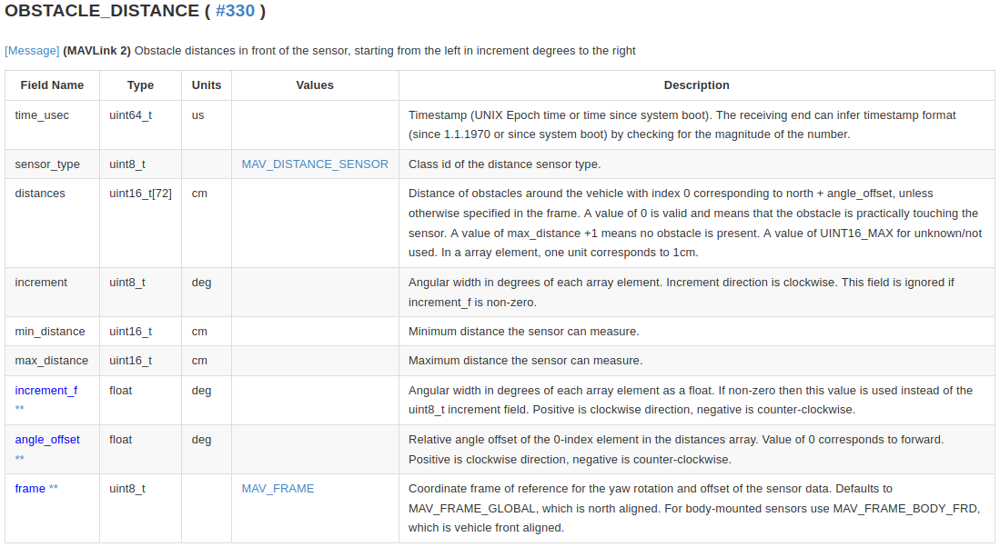 OBSTACLE_DISTANCE ( #330 )
[Message] (MAVLink 2) Obstacle distances in front of the sensor, starting from the left in increment degrees to the right
Field Name Type Units Values Description
time_usec uint64_t us Timestamp (UNIX Epoch time or time since system boot). The receiving end can infer timestamp format
(since 1.1.1970 or since system boot) by checking for the magnitude of the number.
sensor_type uint8_t MAV_DISTANCE_SENSOR Class id of the distance sensor type.
distances uint16_t[72] cm Distance of obstacles around the vehicle with index 0 corresponding to north + angle_offset, unless
otherwise specified in the frame. A value of 0 is valid and means that the obstacle is practically touching the
sensor. A value of max_distance +1 means no obstacle is present. A value of UINT16_MAX for unknown/not
used. In a array element, one unit corresponds to 1cm.
increment uint8_t deg Angular width in degrees of each array element. Increment direction is clockwise. This field is ignored if
increment_f is non-zero.
min_distance uint16_t cm Minimum distance the sensor can measure.
max_distance uint16_t cm Maximum distance the sensor can measure.
increment_f float deg Angular width in degrees of each array element as a float. If non-zero then this value is used instead of the
** uint8_t increment field. Positive is clockwise direction, negative is counter-clockwise.
angle_offset float deg Relative angle offset of the 0-index element in the distances array. Value of 0 corresponds to forward.
** Positive is clockwise direction, negative is counter-clockwise.
frame ** uint8_t MAV_FRAME Coordinate frame of reference for the yaw rotation and offset of the sensor data. Defaults to
MAV_FRAME_GLOBAL, which is north aligned. For body-mounted sensors use MAV_FRAME_BODY_FRD,
which is vehicle front aligned.